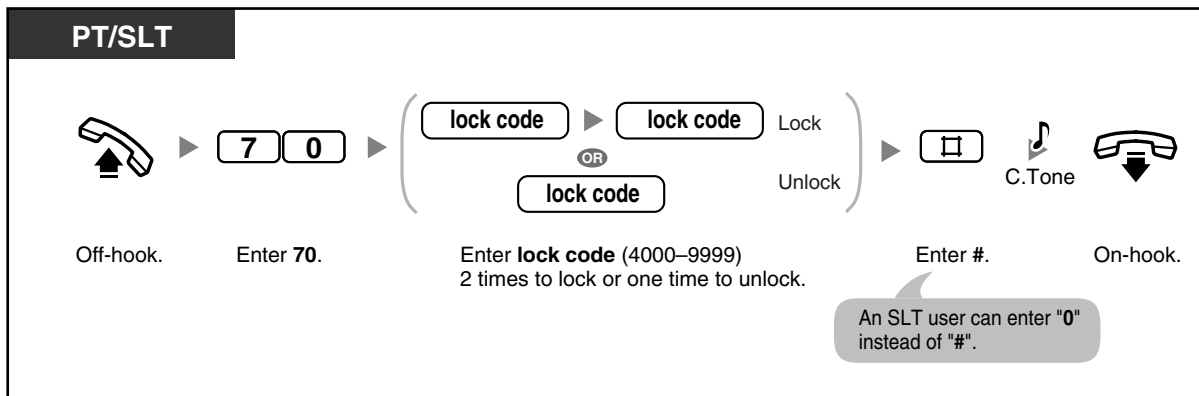 PT/SLT
7 0
lock code lock code Lock
OR
lock code Unlock
#
C.Tone
Off-hook.
Enter 70.
Enter lock code (4000–9999)
2 times to lock or one time to unlock.
Enter #.
On-hook.
An SLT user can enter "0"
instead of "#".